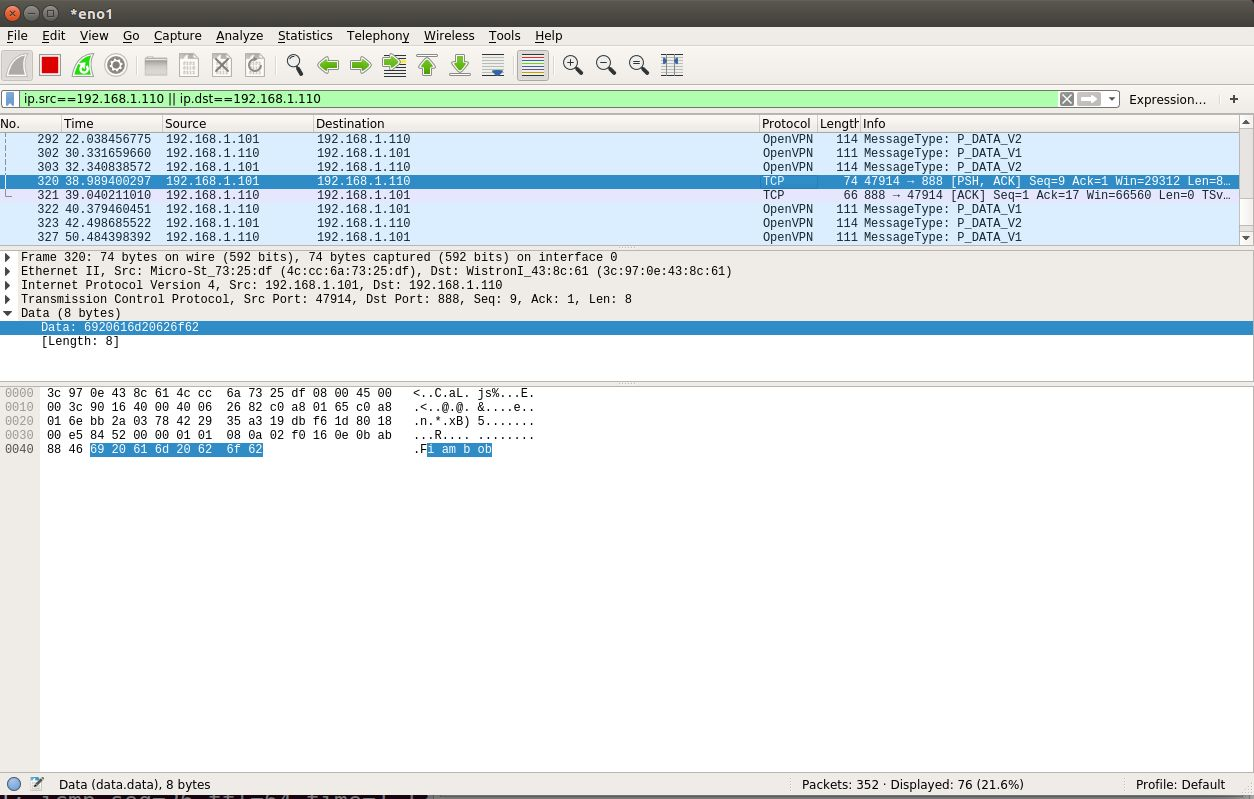 *eno1
File Edit View Go Capture Analyze Statistics Telephony Wireless Tools Help
ip.src==192.168.1.110 || ip.dst==192.168.1.110 Expression… +
No. Time Source Destination Protocol Length Info
292 22.038456775 192.168.1.101 192.168.1.110 OpenVPN 114 MessageType: P_DATA_V2
302 30.331659660 192.168.1.110 192.168.1.101 OpenVPN 111 MessageType: P_DATA_V1
303 32.340838572 192.168.1.101 192.168.1.110 OpenVPN 114 MessageType: P_DATA_V2
320 38.989400297 192.168.1.101 192.168.1.110 TCP 74 47914 → 888 [PSH, ACK] Seq=9 Ack=1 Win=29312 Len=8…
321 39.040211010 192.168.1.110 192.168.1.101 TCP 66 888 → 47914 [ACK] Seq=1 Ack=17 Win=66560 Len=0 TSv…
322 40.379460451 192.168.1.110 192.168.1.101 OpenVPN 111 MessageType: P_DATA_V1
323 42.498685522 192.168.1.101 192.168.1.110 OpenVPN 114 MessageType: P_DATA_V2
327 50.484398392 192.168.1.110 192.168.1.101 OpenVPN 111 MessageType: P_DATA_V1
Frame 320: 74 bytes on wire (592 bits), 74 bytes captured (592 bits) on interface 0
Ethernet II, Src: Micro-St_73:25:df (4c:cc:6a:73:25:df), Dst: WistronI_43:8c:61 (3c:97:0e:43:8c:61)
Internet Protocol Version 4, Src: 192.168.1.101, Dst: 192.168.1.110
Transmission Control Protocol, Src Port: 47914, Dst Port: 888, Seq: 9, Ack: 1, Len: 8
Data (8 bytes)
Data: 6920616d20626f62
[Length: 8]
0000 3c 97 0e 43 8c 61 4c cc 6a 73 25 df 08 00 45 00 <..C.aL. js%...E.
0010 00 3c 90 16 40 00 40 06 26 82 c0 a8 01 65 c0 a8 .<..@.@. &....e..
0020 01 6e bb 2a 03 78 42 29 35 a3 19 db f6 1d 80 18 .n.*.xB) 5.......
0030 00 e5 84 52 00 00 01 01 08 0a 02 f0 16 0e 0b ab ...R.... ........
0040 88 46 69 20 61 6d 20 62 6f 62 .Fi am b ob
Data (data.data), 8 bytes Packets: 352 · Displayed: 76 (21.6%) Profile: Default